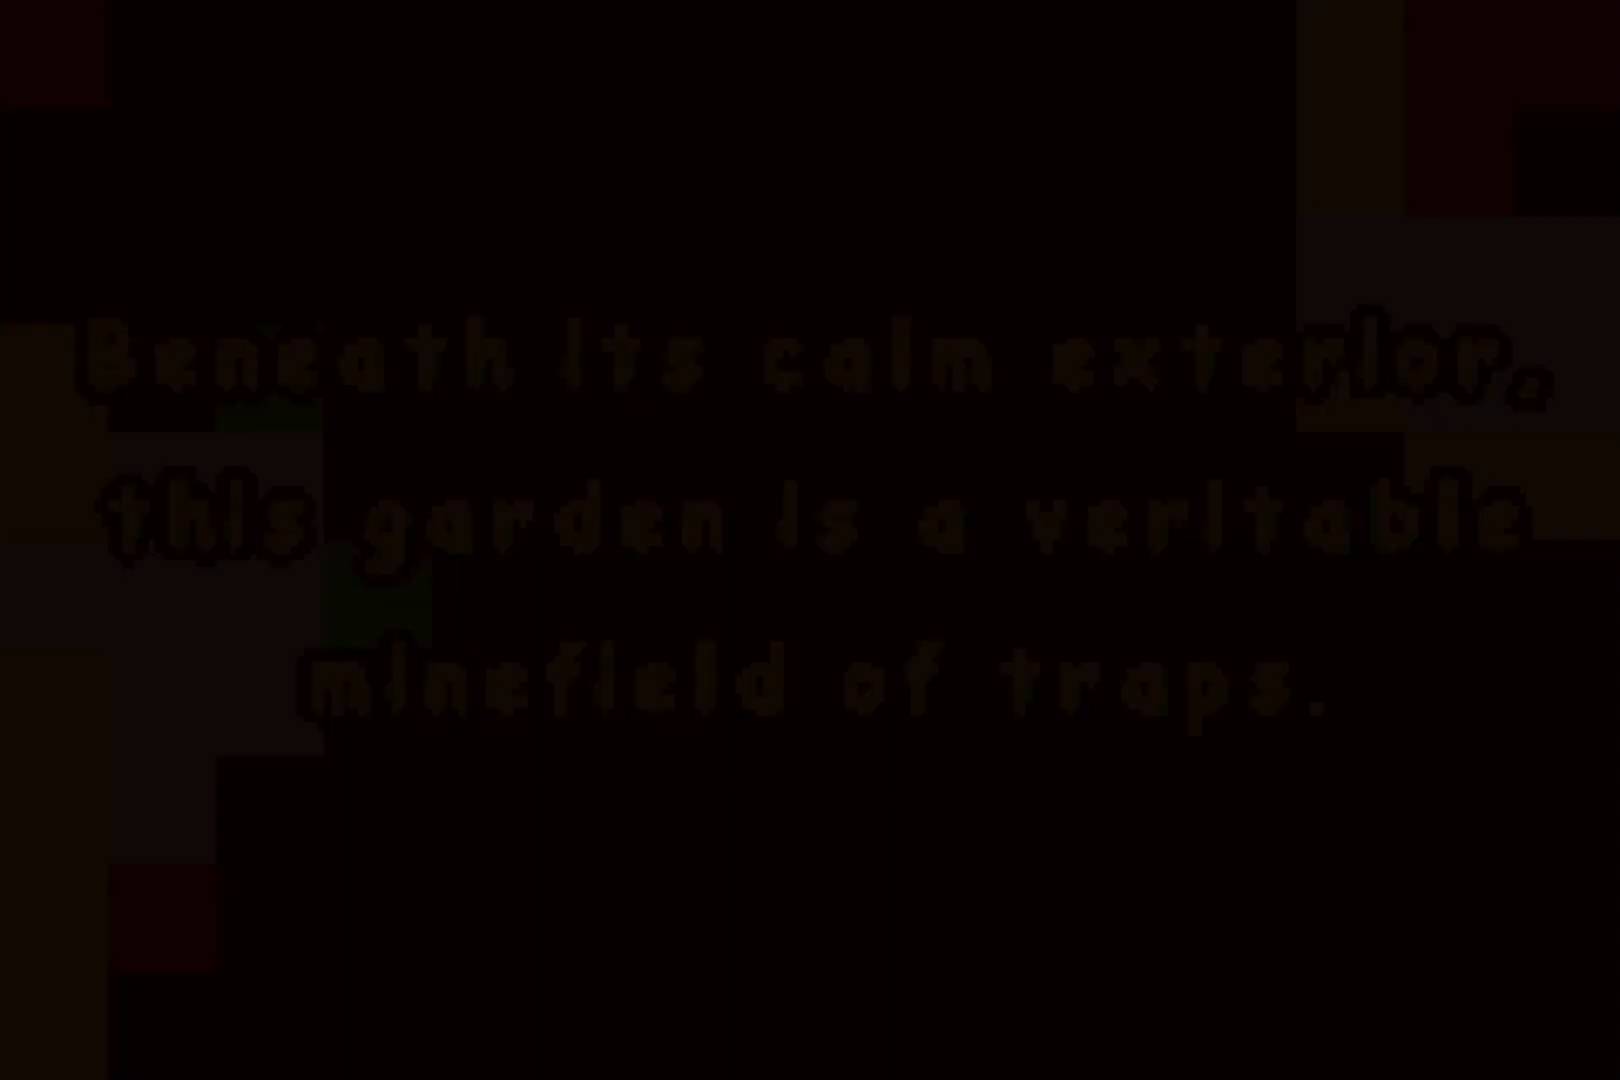 Beneath its calm exterior,
this garden is a veritable
minefield of traps.